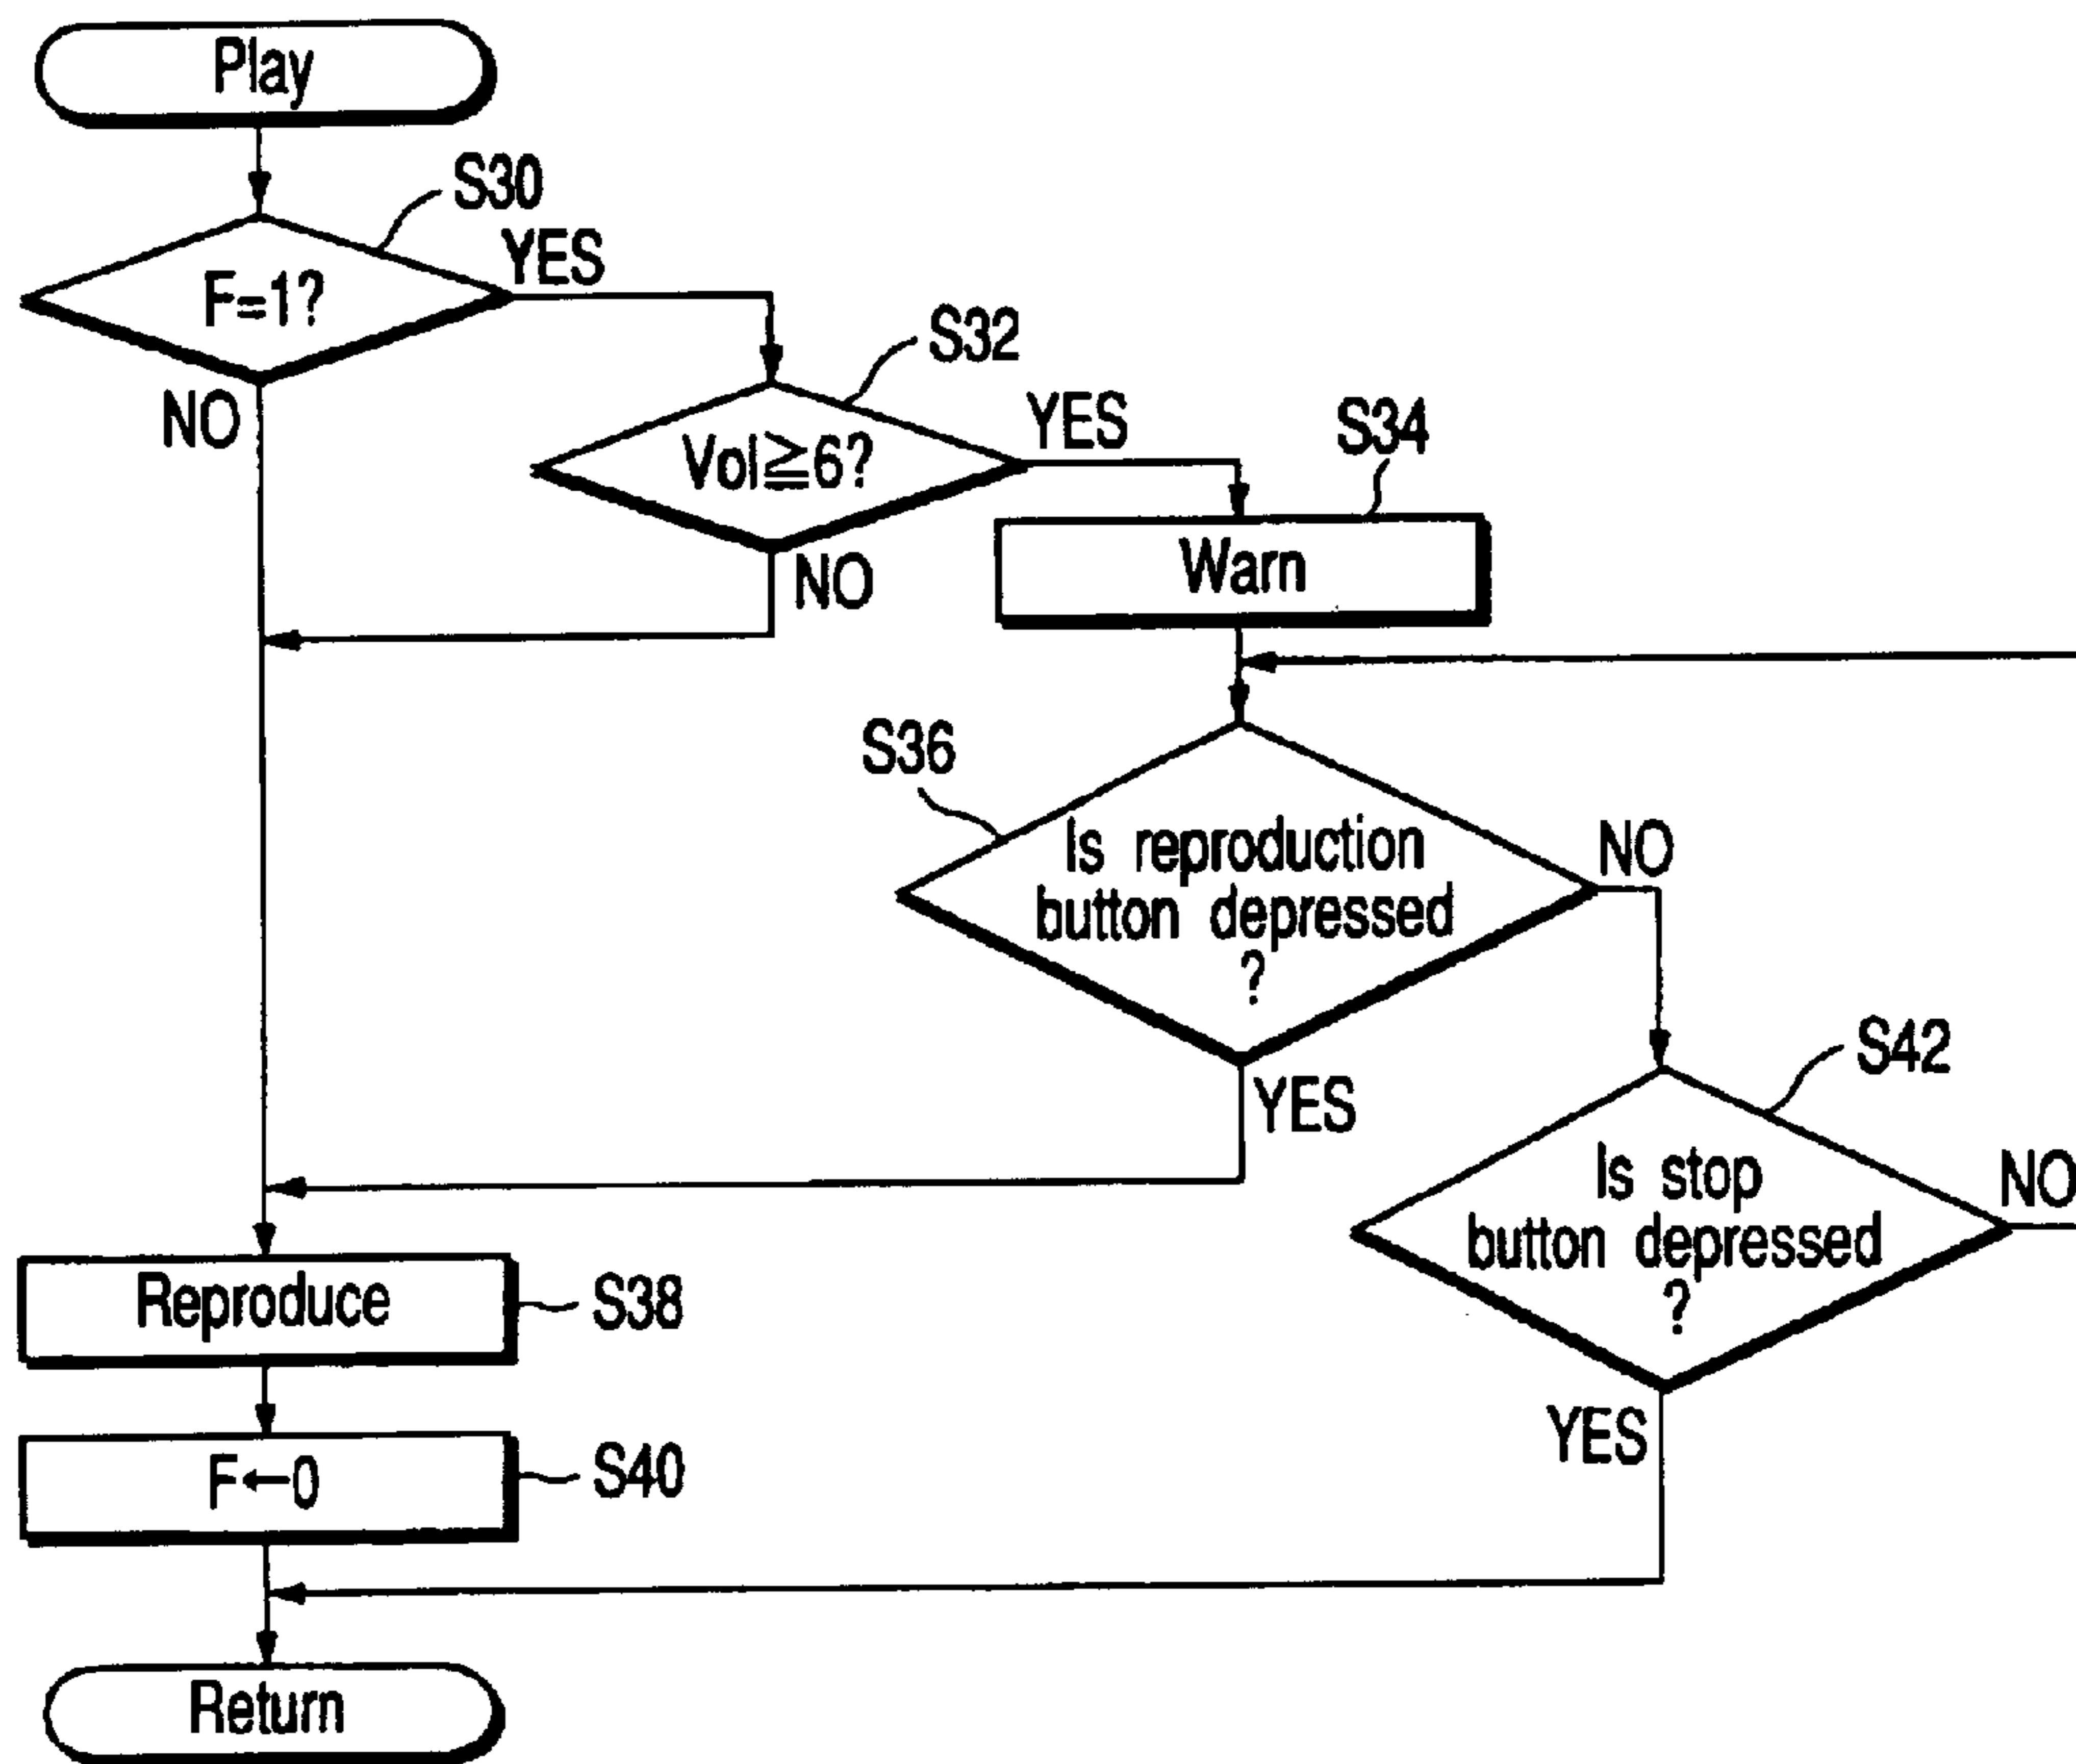 Play
S30
F=1?
YES
NO
S32
Vol≧6?
YES
NO
S34
Warn
S36
Is reproduction
button depressed
?
NO
YES
S42
Is stop
button depressed
?
NO
YES
Reproduce
S38
F←0
S40
Return